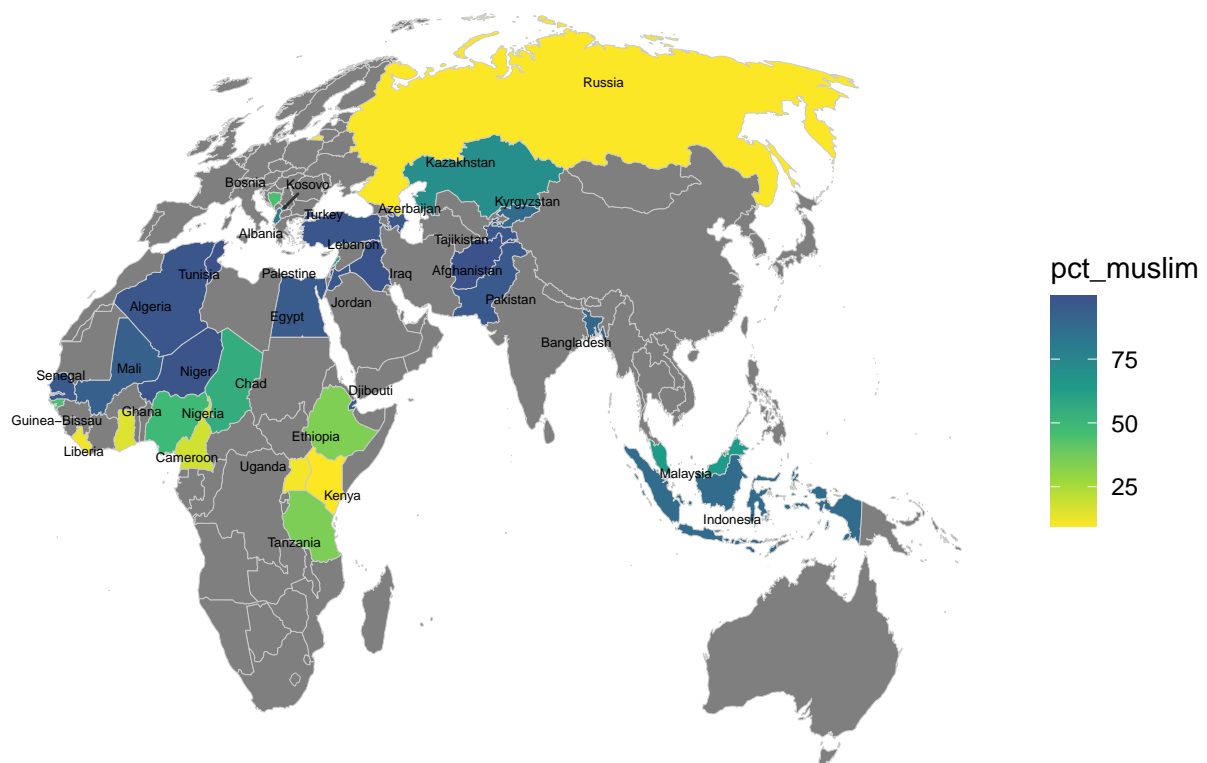 Russia
Kazakhstan
Bosnia
Kosovo
Kyrgyzstan
Azerbaijan
Turkey
Albania
Tajikistan
Lebanon
Tunisia
Palestine
Iraq
Afghanistan
Algeria
Jordan
Pakistan
Egypt
Bangladesh
Mali
Niger
Senegal
Chad
Djibouti
Ghana
Nigeria
Guinea−Bissau
Ethiopia
Liberia
Cameroon
Uganda
Malaysia
Kenya
Indonesia
Tanzania
pct_muslim
75
50
25